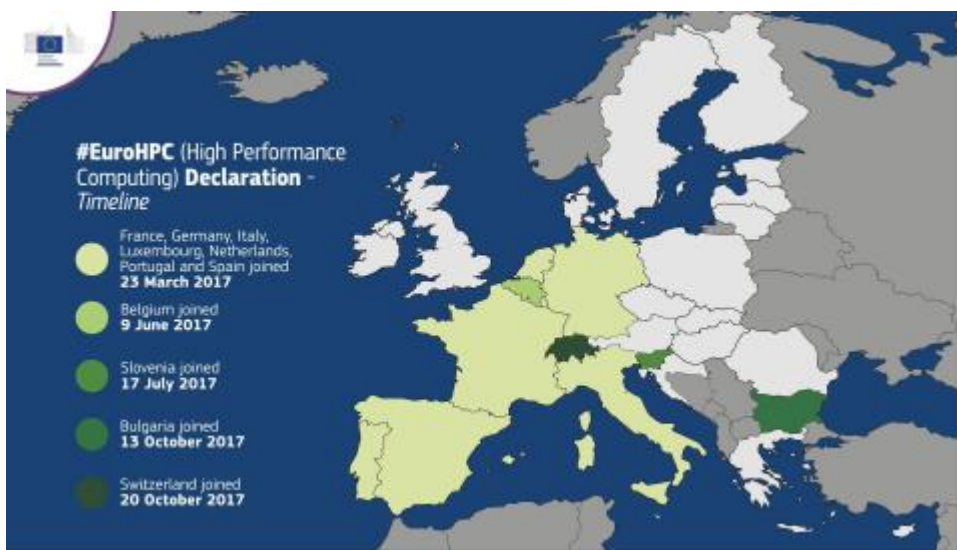 #EuroHPC (High Performance
Computing) Declaration -
Timeline
France, Germany, Italy,
Luxembourg, Netherlands,
Portugal and Spain joined
23 March 2017
Belgium joined
9 June 2017
Slovenia joined
17 July 2017
Bulgaria joined
13 October 2017
Switzerland joined
20 October 2017